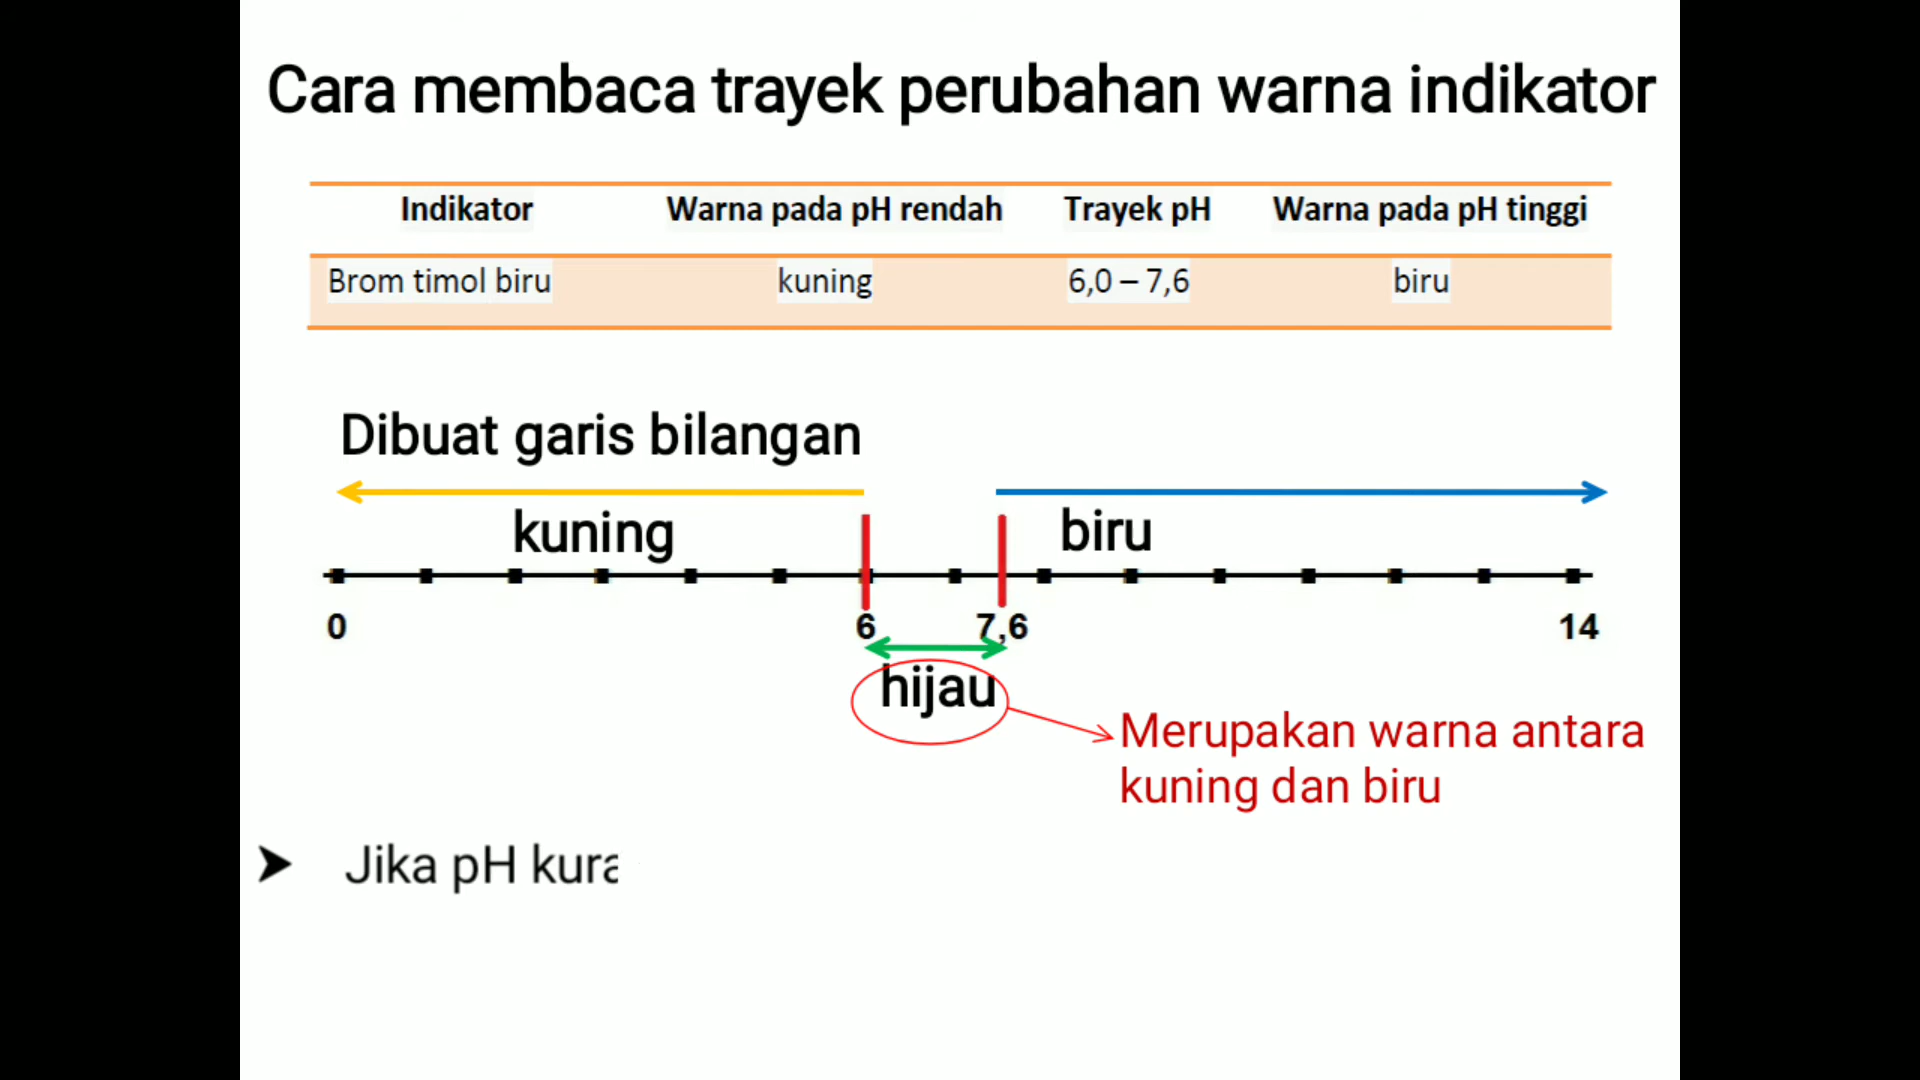 Cara membaca trayek perubahan warna indikator
Indikator Warna pada pH rendah Trayek pH Warna pada pH tinggi
Brom timol biru kuning 6,0 – 7,6 biru
Dibuat garis bilangan
kuning biru
0 6 7,6 14
hijau
Merupakan warna antara
kuning dan biru
Jika pH kura